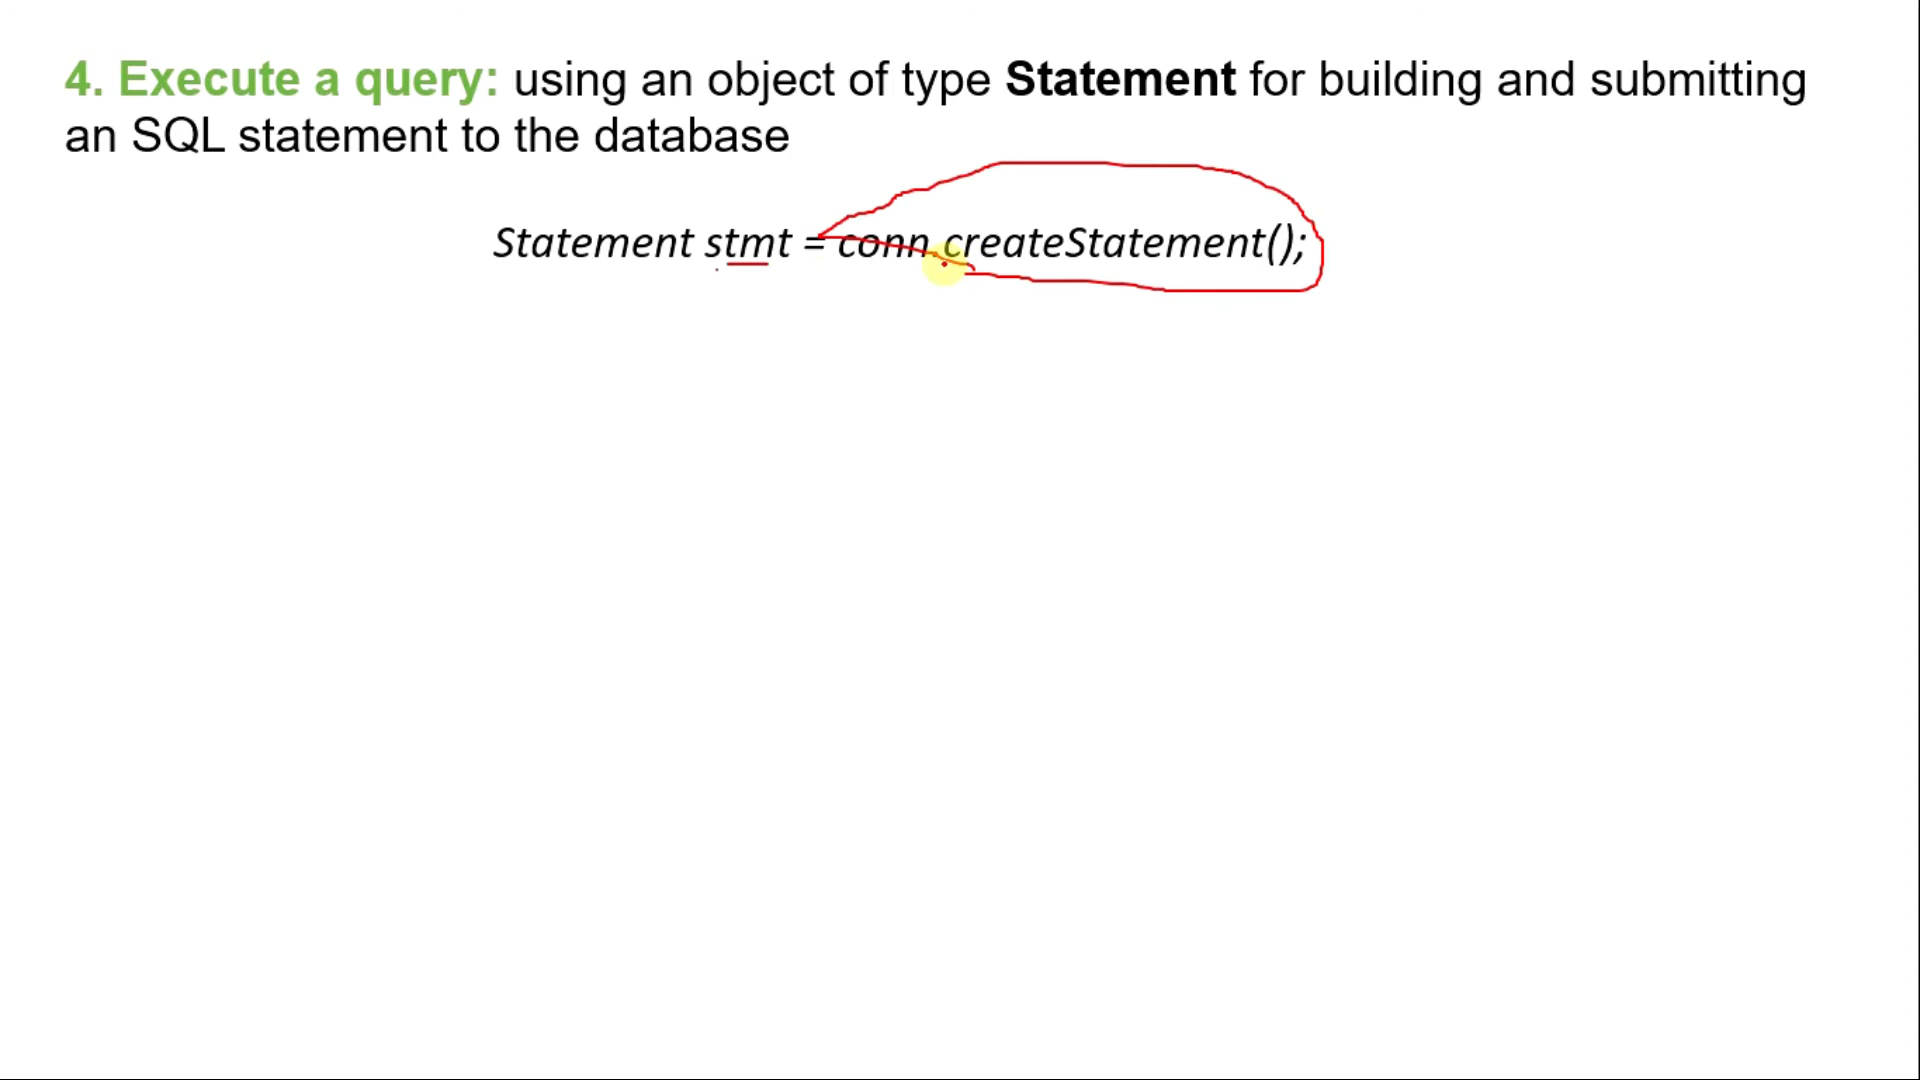 4. Execute a query: using an object of type Statement for building and submitting
an SQL statement to the database
Statement stmt = conn.createStatement();